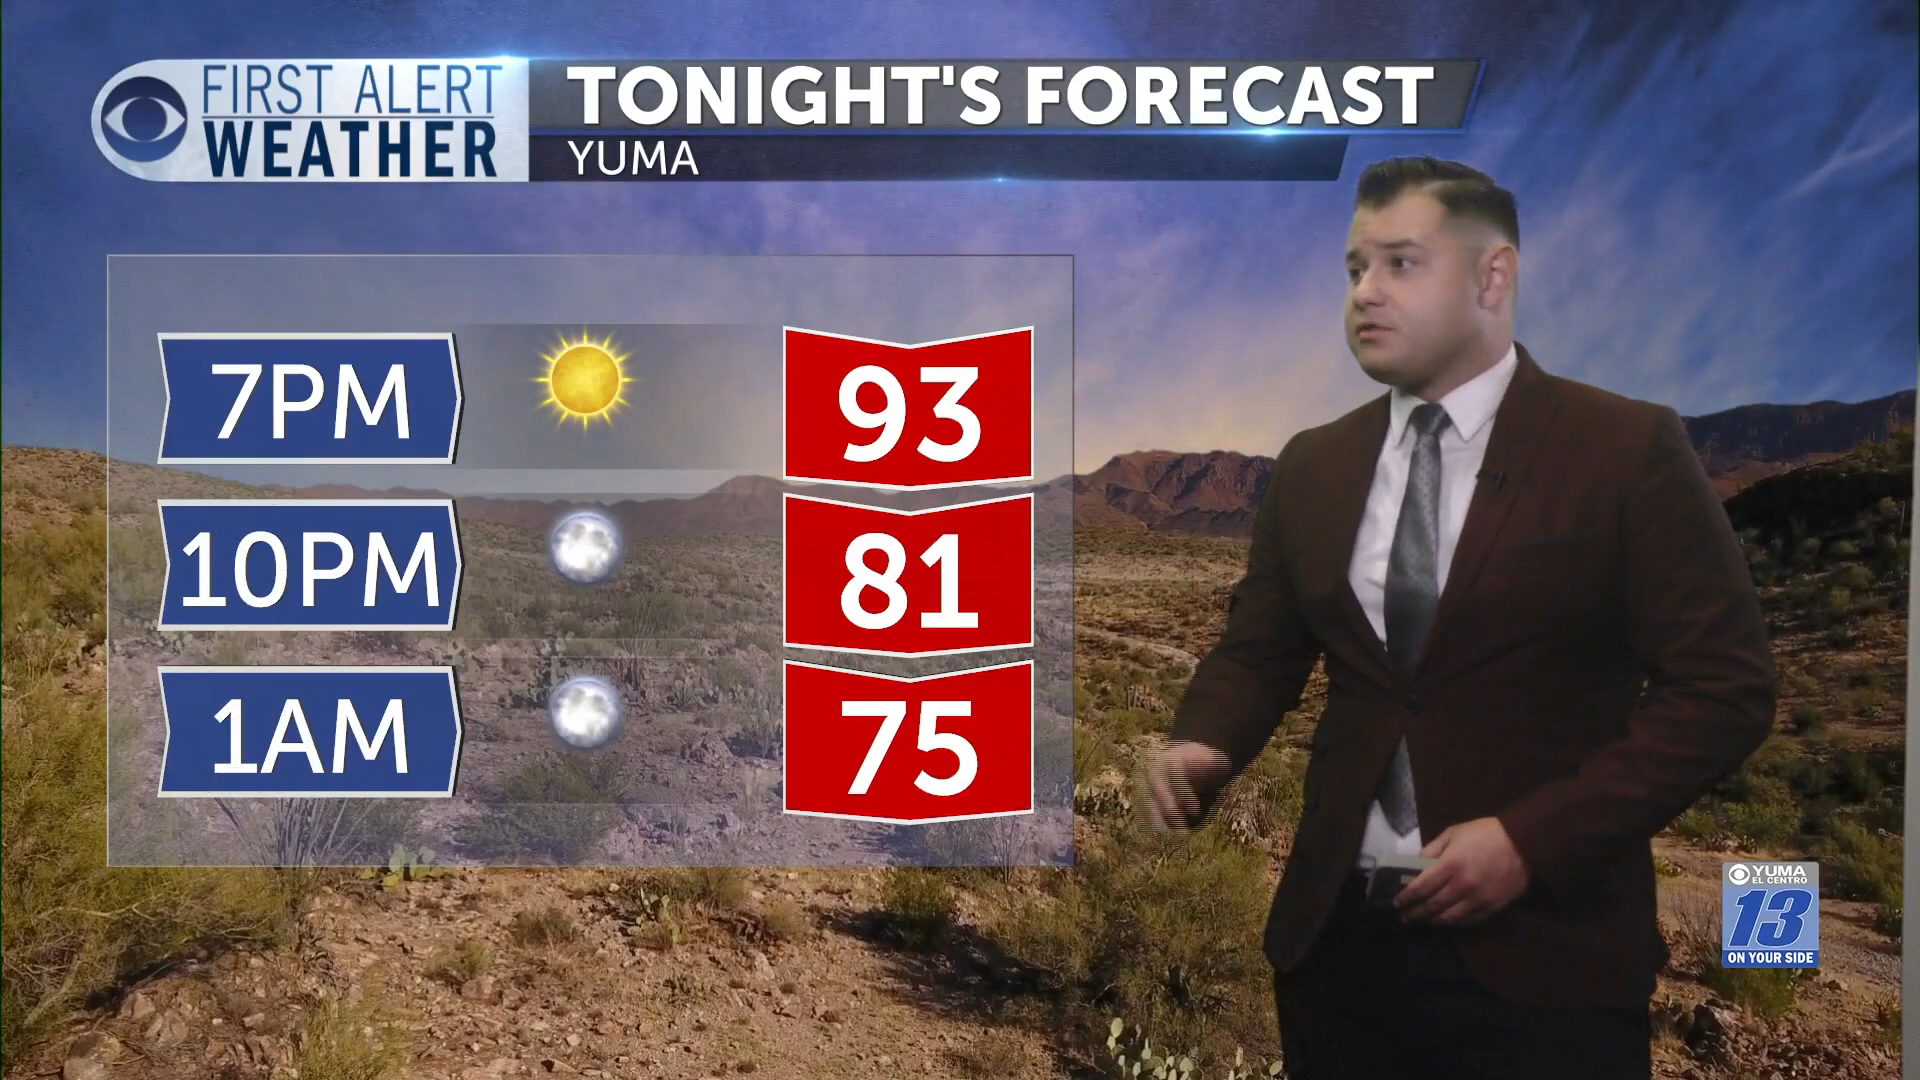 FIRST ALERT
WEATHER
TONIGHT'S FORECAST
YUMA
7PM
93
10PM
81
1AM
75
YUMA
EL CENTRO
13
ON YOUR SIDE